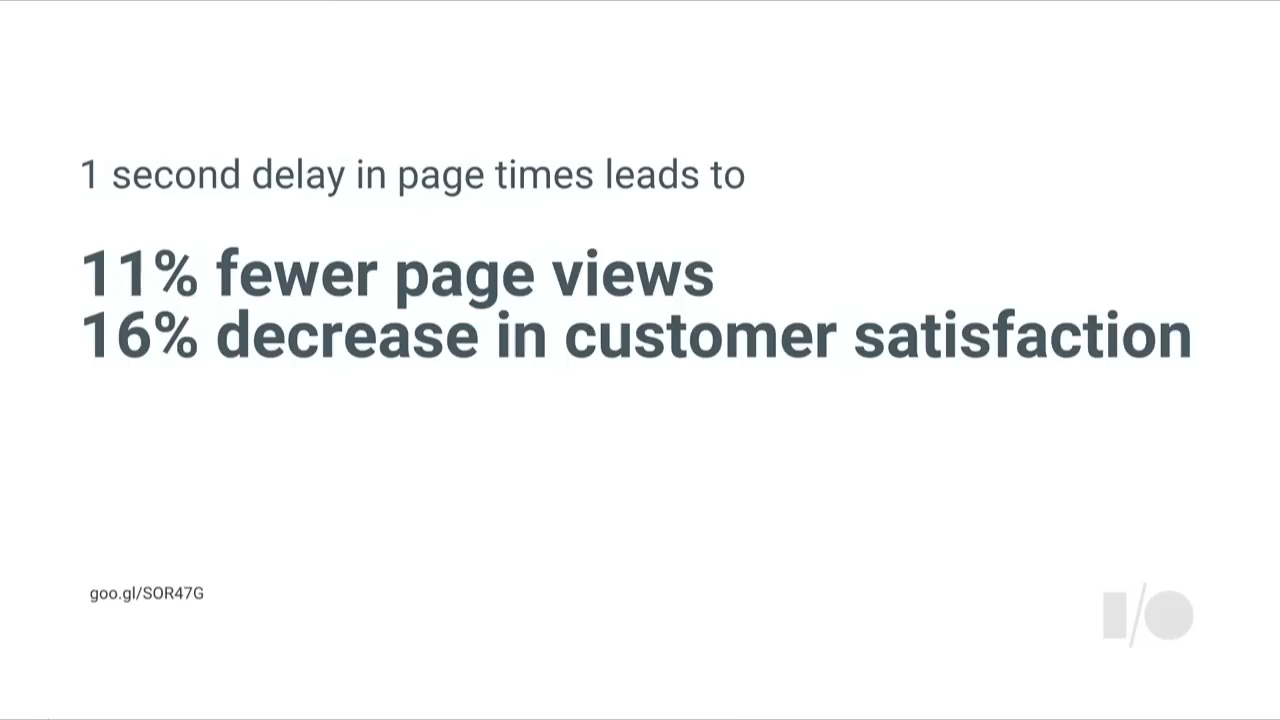 1 second delay in page times leads to
11% fewer page views
16% decrease in customer satisfaction
goo.gl/SOR47G
I/O